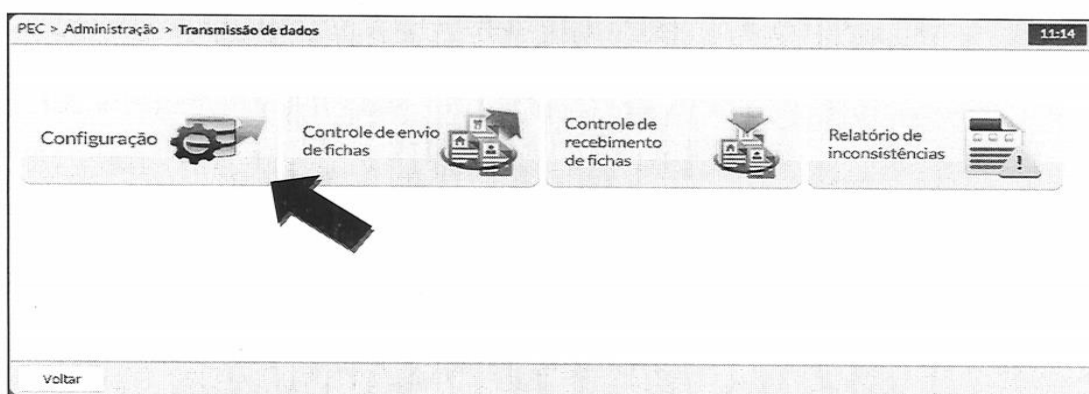 PEC > Administração > Transmissão de dados
11:14
Configuração
Controle de envio
de fichas
Controle de
recebimento
de fichas
Relatório de
inconsistências
Voltar